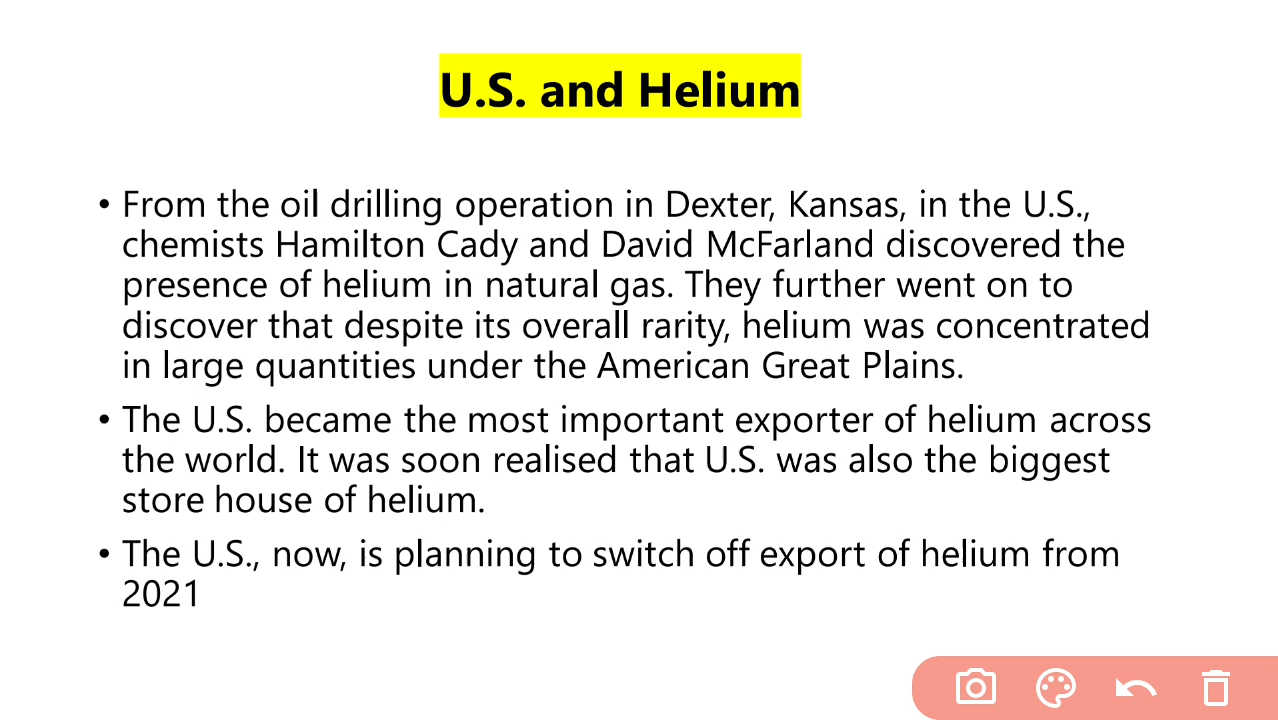 U.S. and Helium
• From the oil drilling operation in Dexter, Kansas, in the U.S.,
chemists Hamilton Cady and David McFarland discovered the
presence of helium in natural gas. They further went on to
discover that despite its overall rarity, helium was concentrated
in large quantities under the American Great Plains.
• The U.S. became the most important exporter of helium across
the world. It was soon realised that U.S. was also the biggest
store house of helium.
• The U.S., now, is planning to switch off export of helium from
2021